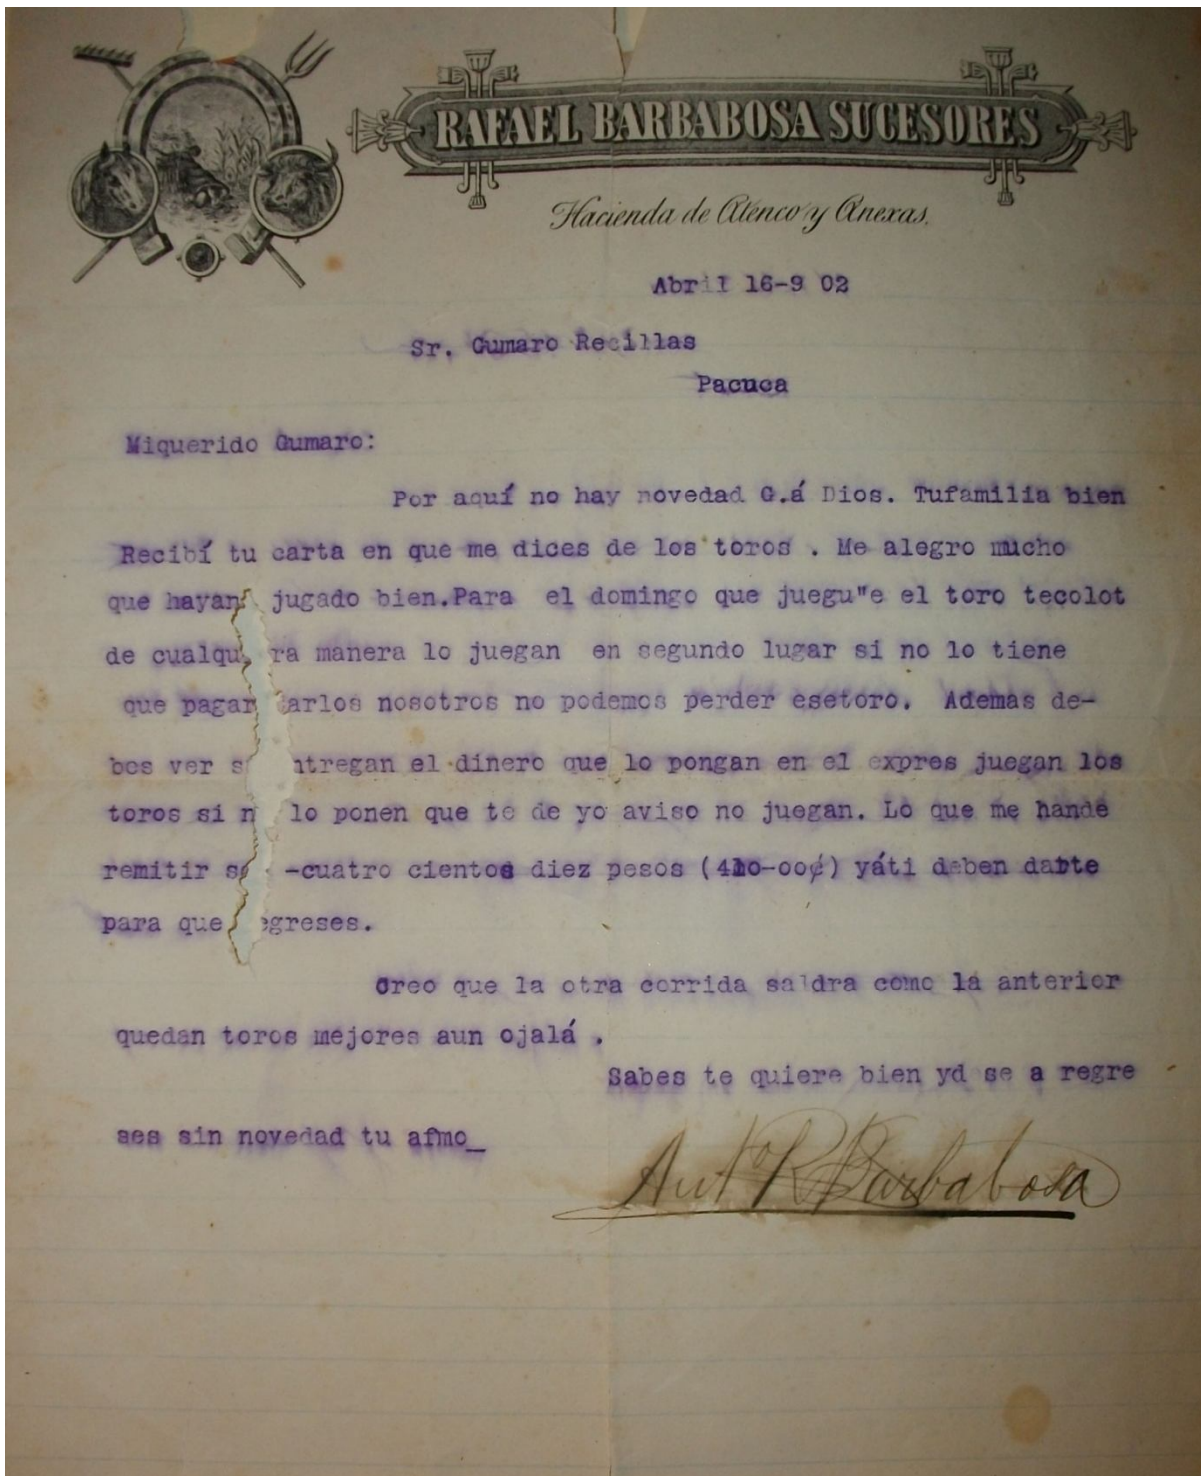 RAFAEL BARBABOSA SUCESORES
Hacienda de Atenco y Anexas.
Abril 16-9 02
Sr. Gumaro Recillas
Pacuca
Miquerido Gumaro:
Por aquí no hay novedad G.á Dios. Tufamilia bien
Recibí tu carta en que me dices de los toros . Me alegro mucho
que hayan jugado bien.Para el domingo que juegu"e el toro tecolot
de cualqu ra manera lo juegan en segundo lugar si no lo tiene
que pagar arlos nosotros no podemos perder esetoro. Ademas de-
bes ver s ntregan el dinero que lo pongan en el expres juegan los
toros si n lo ponen que te de yo aviso no juegan. Lo que me hande
remitir s -cuatro cientos diez pesos (410-00¢) yáti deben darte
para que egreses.
Creo que la otra corrida saldra como la anterior
quedan toros mejores aun ojalá .
Sabes te quiere bien yd se a regre
ses sin novedad tu afmo_
Anto R Barbabosa